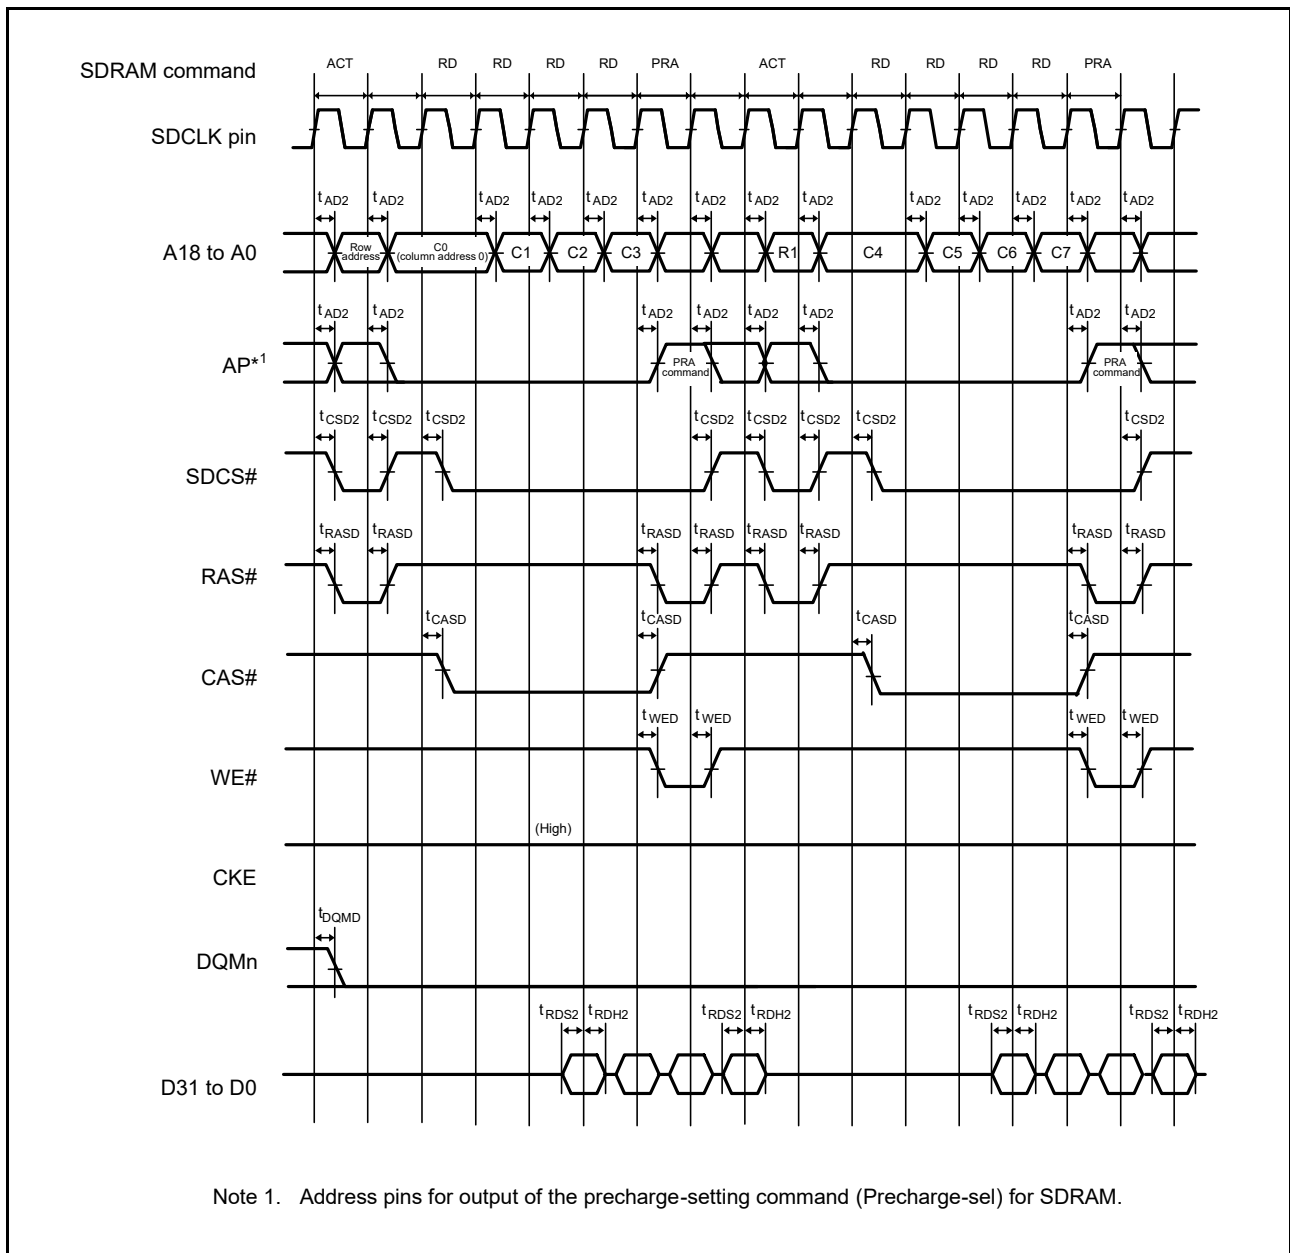 SDRAM command ACT RD RD RD RD PRA ACT RD RD RD RD PRA
SDCLK pin
tAD2 tAD2 tAD2 tAD2 tAD2 tAD2 tAD2 tAD2 tAD2 tAD2 tAD2 tAD2 tAD2 tAD2
A18 to A0 Row address C0 (column address 0) C1 C2 C3 R1 C4 C5 C6 C7
tAD2 tAD2 tAD2 tAD2 tAD2 tAD2 tAD2 tAD2
AP*1 PRA command PRA command
tCSD2 tCSD2 tCSD2 tCSD2 tCSD2 tCSD2 tCSD2 tCSD2
SDCS#
tRASD tRASD tRASD tRASD tRASD tRASD tRASD tRASD
RAS#
tCASD tCASD tCASD tCASD
CAS#
tWED tWED tWED tWED
WE#
(High)
CKE
tDQMD
DQMn
tRDS2 tRDH2 tRDS2 tRDH2 tRDS2 tRDH2 tRDS2 tRDH2
D31 to D0
Note 1. Address pins for output of the precharge-setting command (Precharge-sel) for SDRAM.